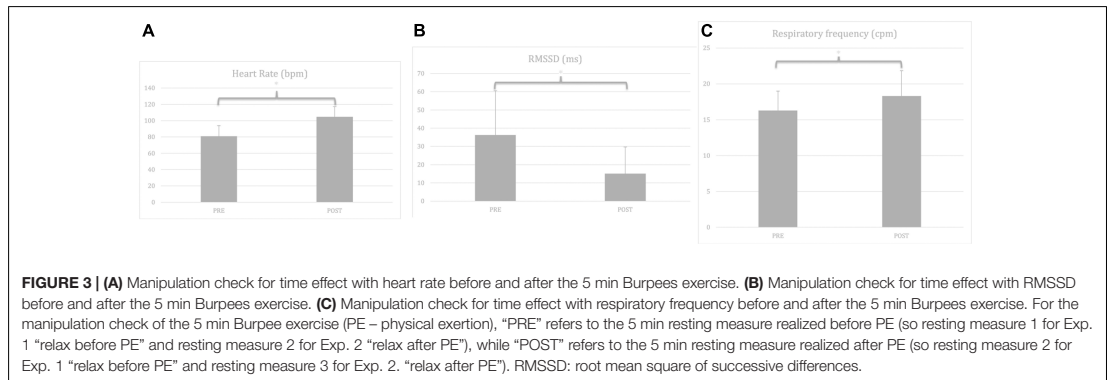 A
Heart Rate (bpm)
*
140
120
100
80
60
40
20
0
PRE POST
B
RMSSD (ms)
*
70
60
50
40
30
20
10
0
PRE POST
C
Respiratory frequency (cpm)
*
25
20
15
10
5
0
PRE POST
FIGURE 3 | (A) Manipulation check for time effect with heart rate before and after the 5 min Burpees exercise. (B) Manipulation check for time effect with RMSSD
before and after the 5 min Burpees exercise. (C) Manipulation check for time effect with respiratory frequency before and after the 5 min Burpees exercise. For the
manipulation check of the 5 min Burpee exercise (PE – physical exertion), “PRE” refers to the 5 min resting measure realized before PE (so resting measure 1 for Exp.
1 “relax before PE” and resting measure 2 for Exp. 2 “relax after PE”), while “POST” refers to the 5 min resting measure realized after PE (so resting measure 2 for
Exp. 1 “relax before PE” and resting measure 3 for Exp. 2. “relax after PE”). RMSSD: root mean square of successive differences.